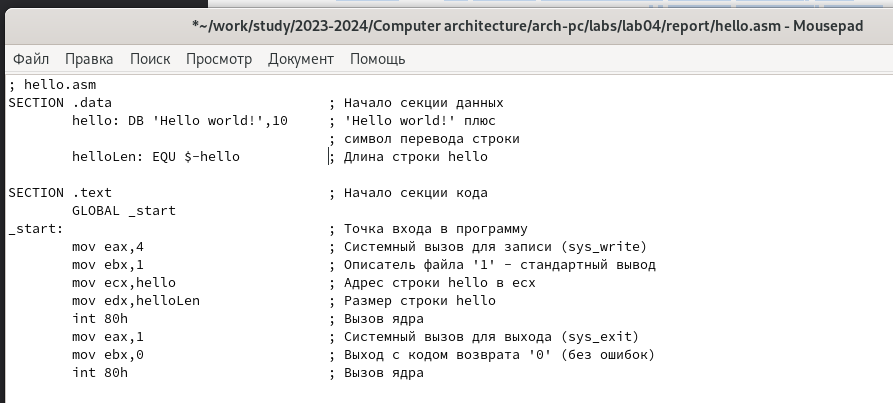 *~/work/study/2023-2024/Computer architecture/arch-pc/labs/lab04/report/hello.asm - Mousepad
Файл Правка Поиск Просмотр Документ Помощь
; hello.asm
SECTION .data ; Начало секции данных
hello: DB 'Hello world!',10 ; 'Hello world!' плюс
; символ перевода строки
helloLen: EQU $-hello ; Длина строки hello
SECTION .text ; Начало секции кода
GLOBAL _start
_start: ; Точка входа в программу
mov eax,4 ; Системный вызов для записи (sys_write)
mov ebx,1 ; Описатель файла '1' - стандартный вывод
mov ecx,hello ; Адрес строки hello в ecx
mov edx,helloLen ; Размер строки hello
int 80h ; Вызов ядра
mov eax,1 ; Системный вызов для выхода (sys_exit)
mov ebx,0 ; Выход с кодом возврата '0' (без ошибок)
int 80h ; Вызов ядра